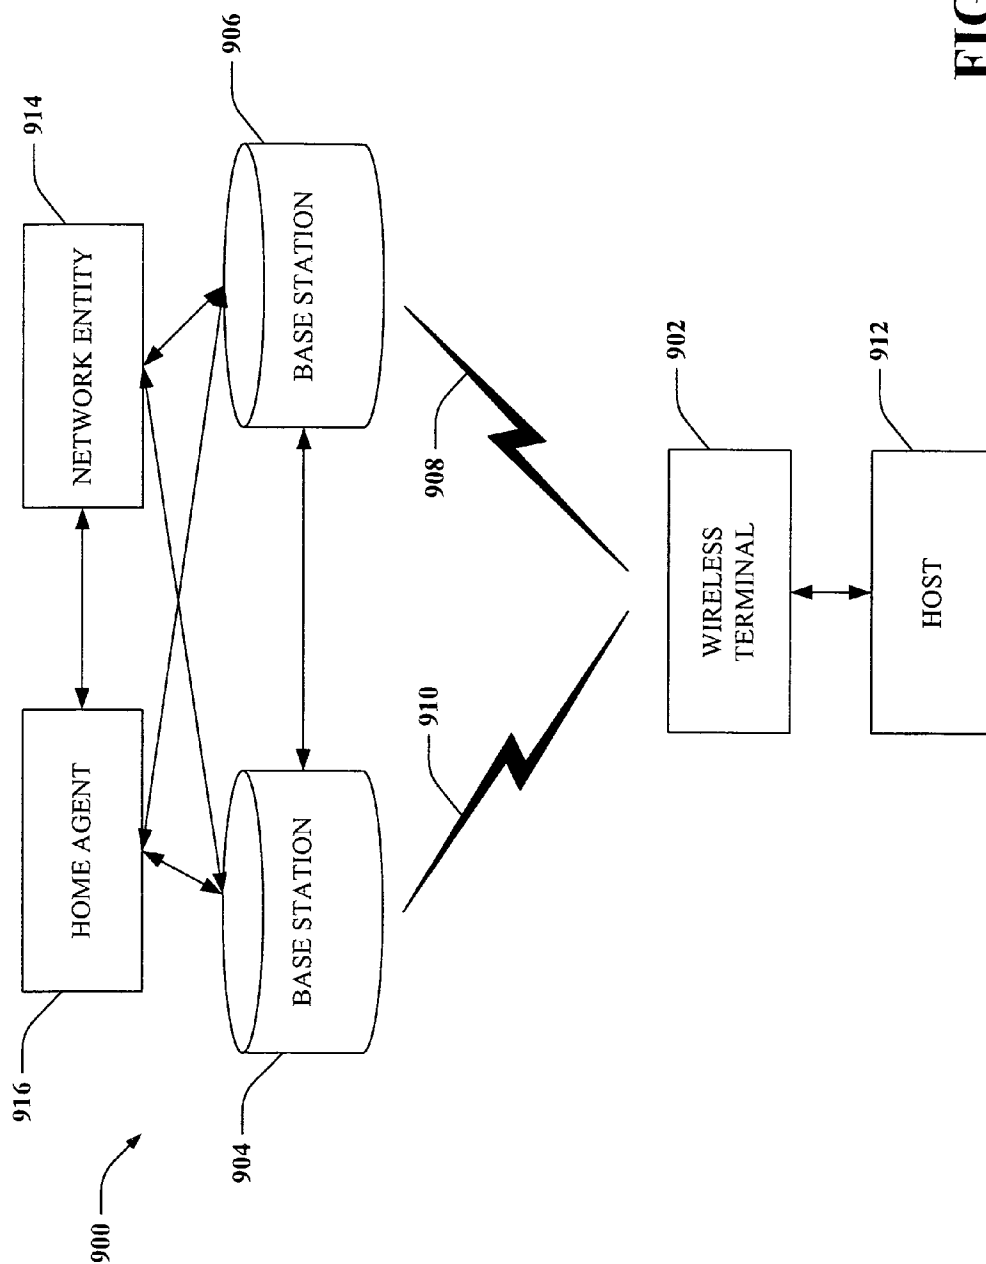 900
916
HOME AGENT
914
NETWORK ENTITY
904
BASE STATION
906
BASE STATION
910
908
902
WIRELESS
TERMINAL
912
HOST
FIG